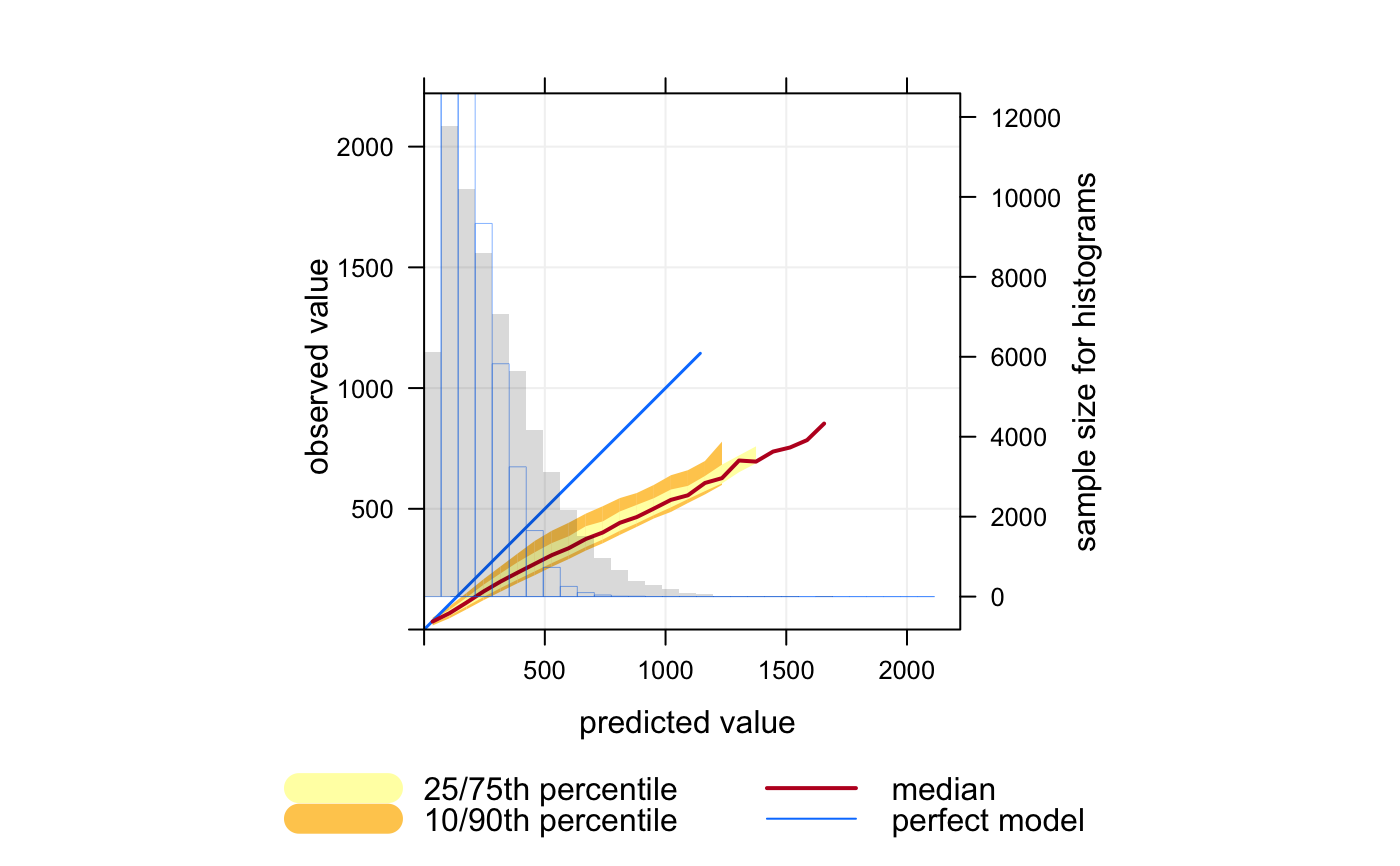 12000
2000
10000
1500
8000
6000
1000
4000
500
2000
0
observed value
sample size for histograms
500 1000 1500 2000
predicted value
25/75th percentile median
10/90th percentile perfect model